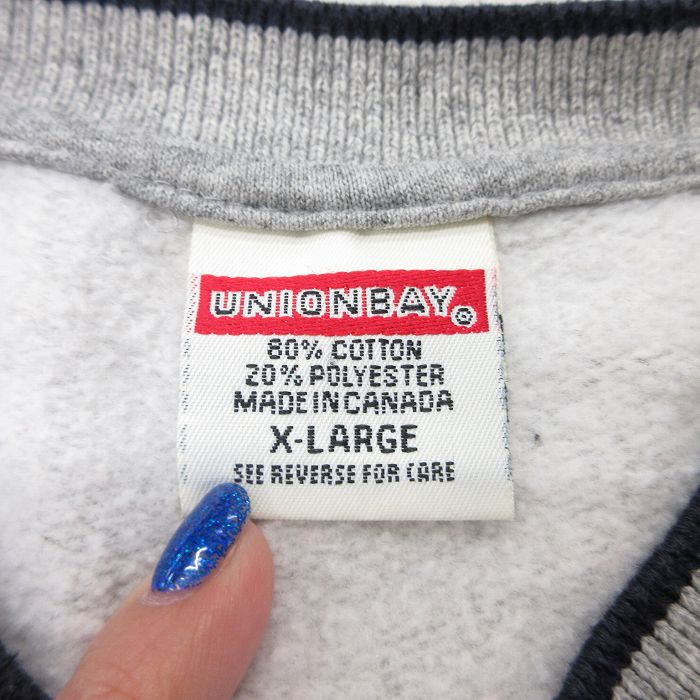 UNIONBAY®
80% COTTON
20% POLYESTER
MADE IN CANADA
X-LARGE
SEE REVERSE FOR CARE